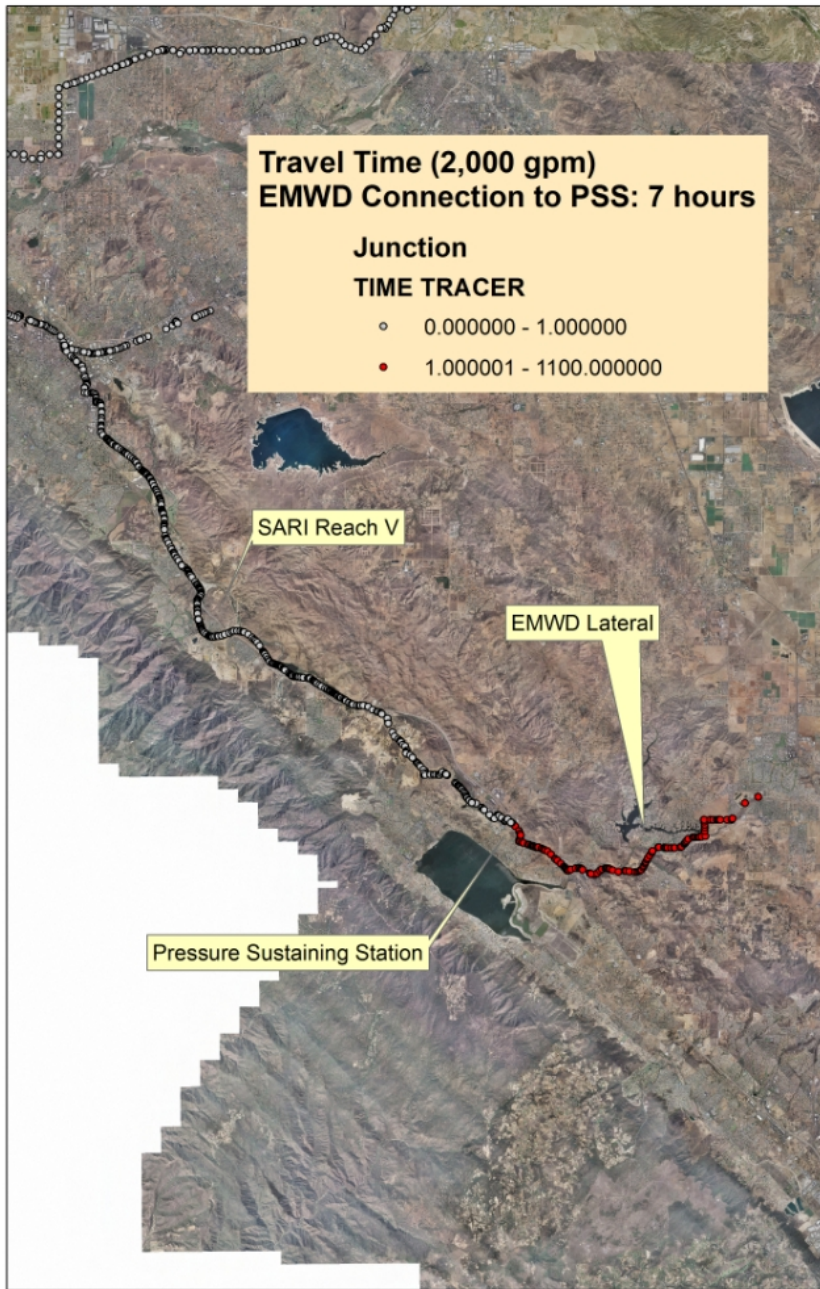 Travel Time (2,000 gpm)
EMWD Connection to PSS: 7 hours
Junction
TIME TRACER
0.000000 - 1.000000
1.000001 - 1100.000000
SARI Reach V
EMWD Lateral
Pressure Sustaining Station